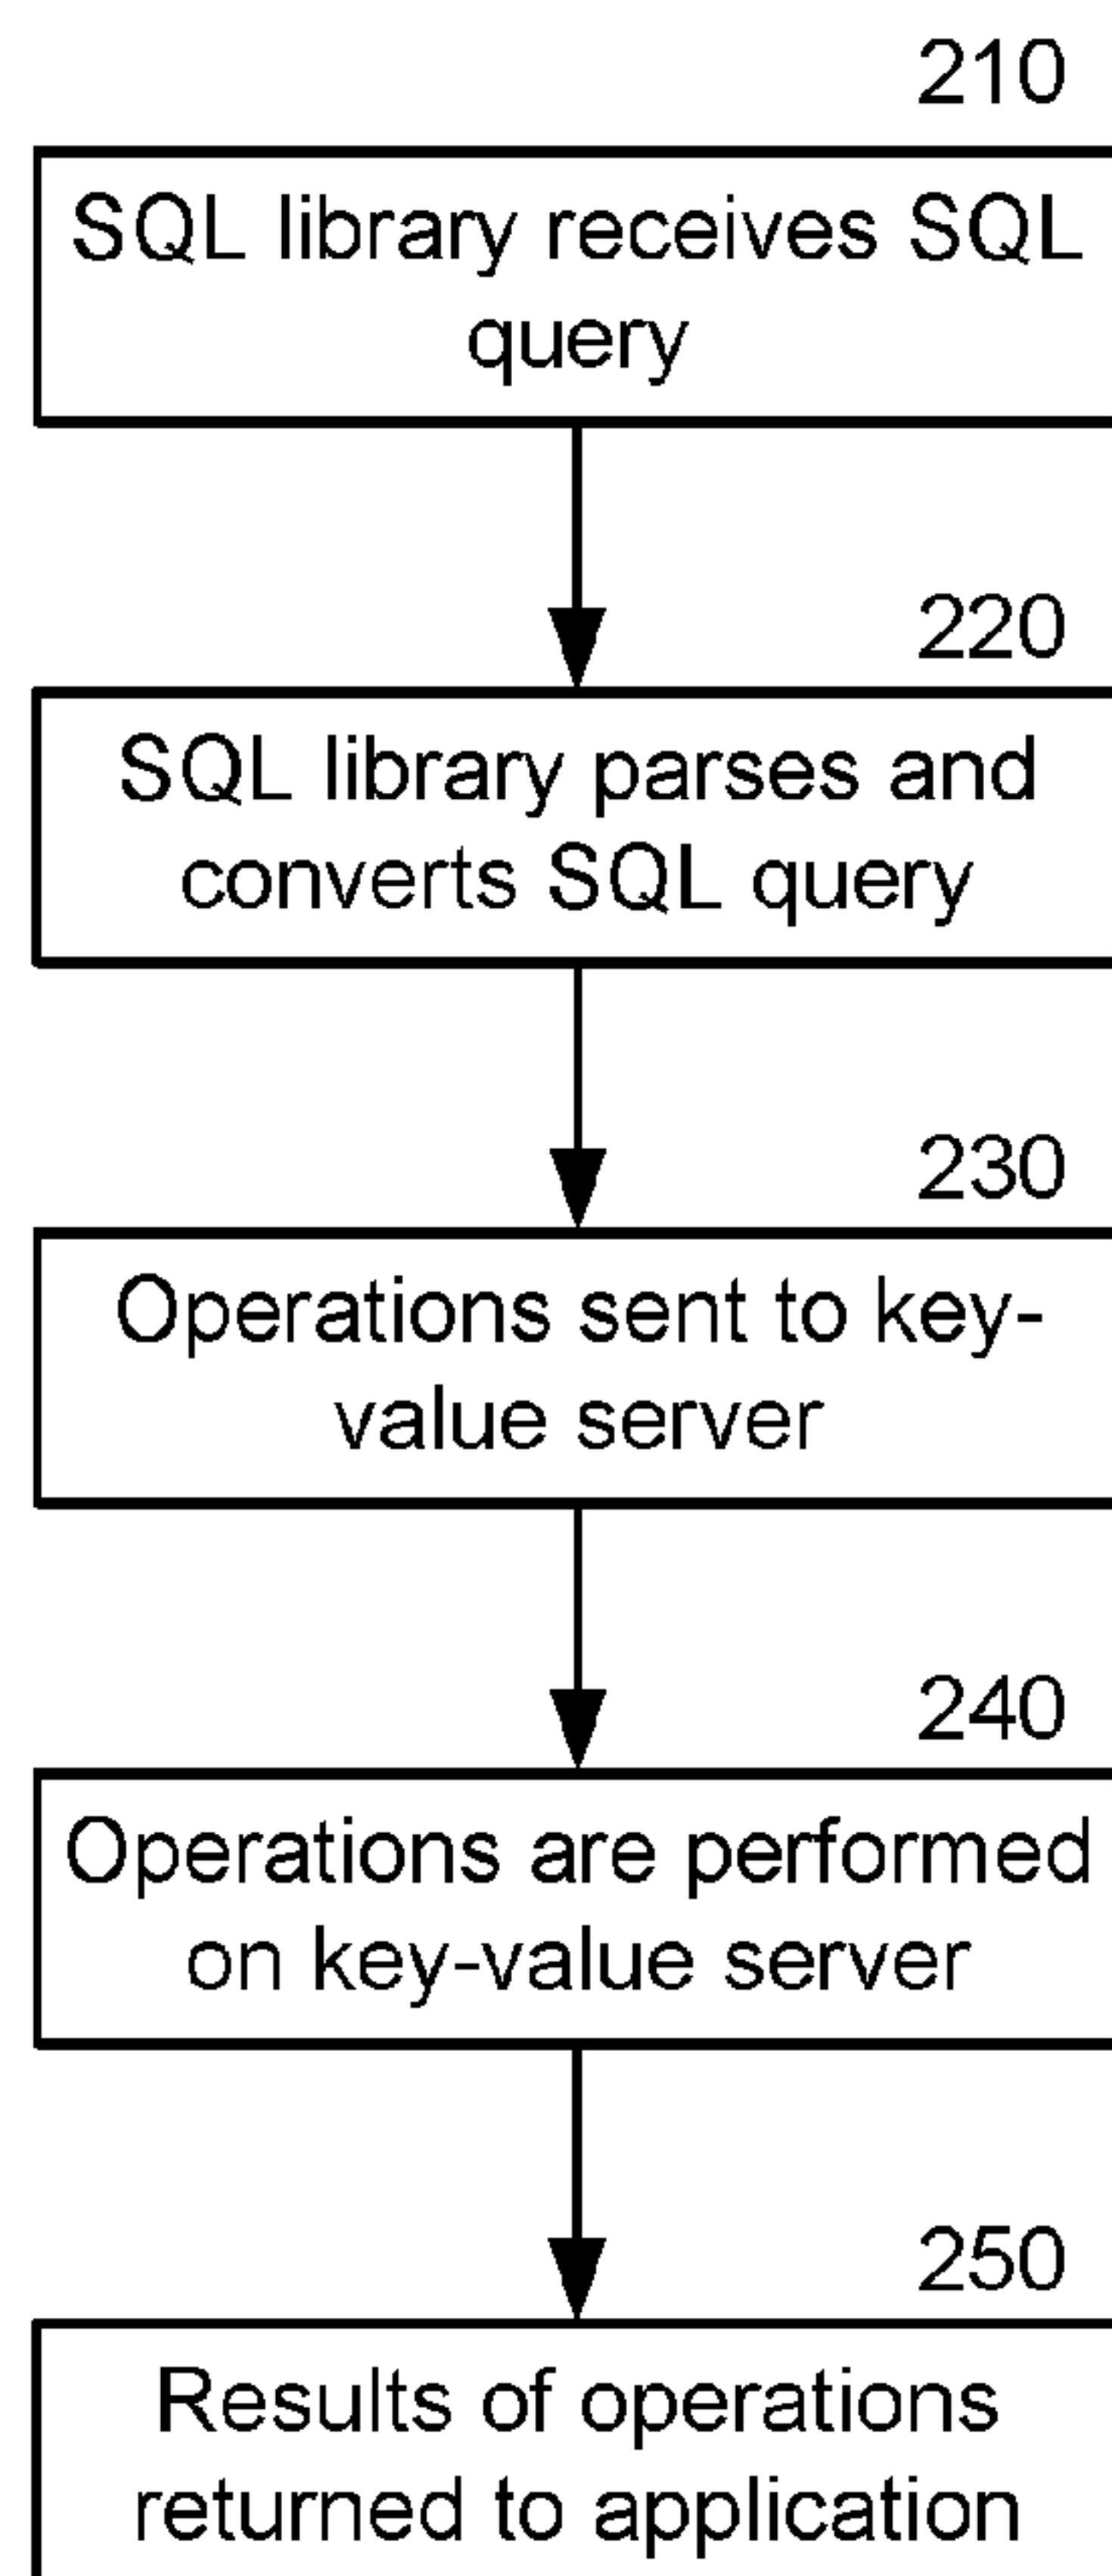 210
SQL library receives SQL
query
220
SQL library parses and
converts SQL query
230
Operations sent to key-
value server
240
Operations are performed
on key-value server
250
Results of operations
returned to application